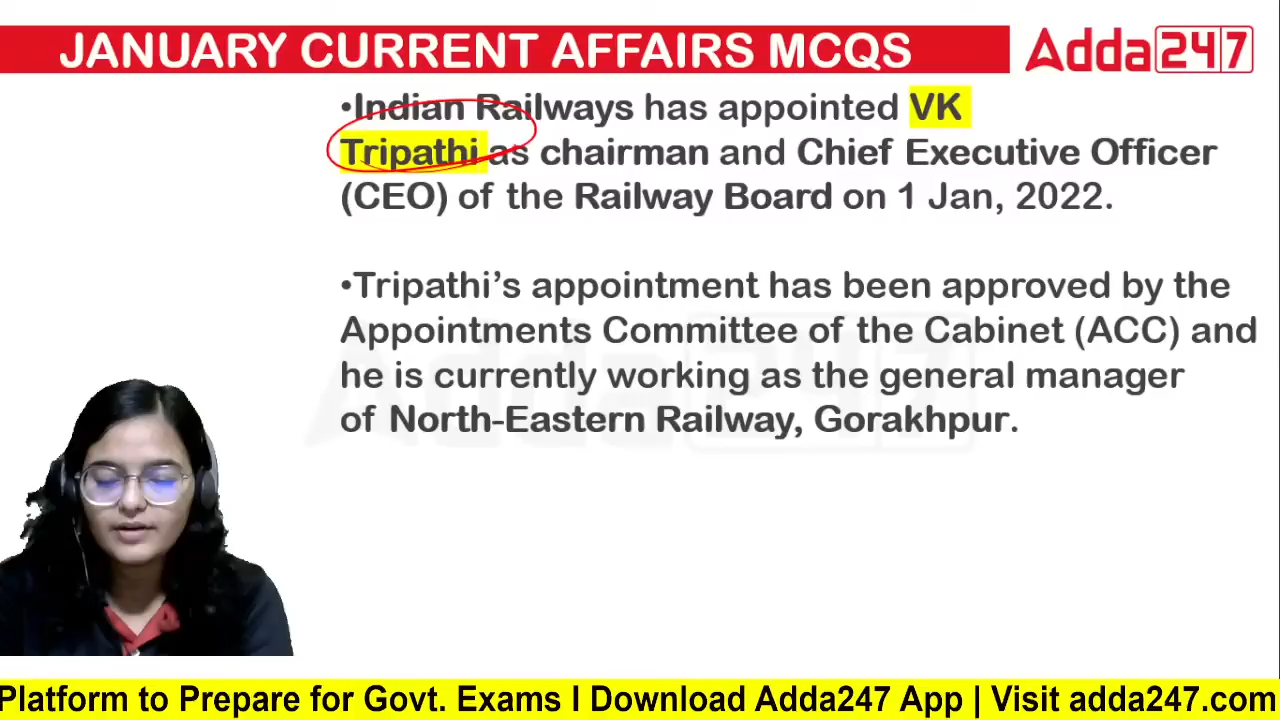 JANUARY CURRENT AFFAIRS MCQS
Adda247
•Indian Railways has appointed VK
Tripathi as chairman and Chief Executive Officer
(CEO) of the Railway Board on 1 Jan, 2022.
•Tripathi’s appointment has been approved by the
Appointments Committee of the Cabinet (ACC) and
he is currently working as the general manager
of North-Eastern Railway, Gorakhpur.
Adda247
Platform to Prepare for Govt. Exams I Download Adda247 App | Visit adda247.com